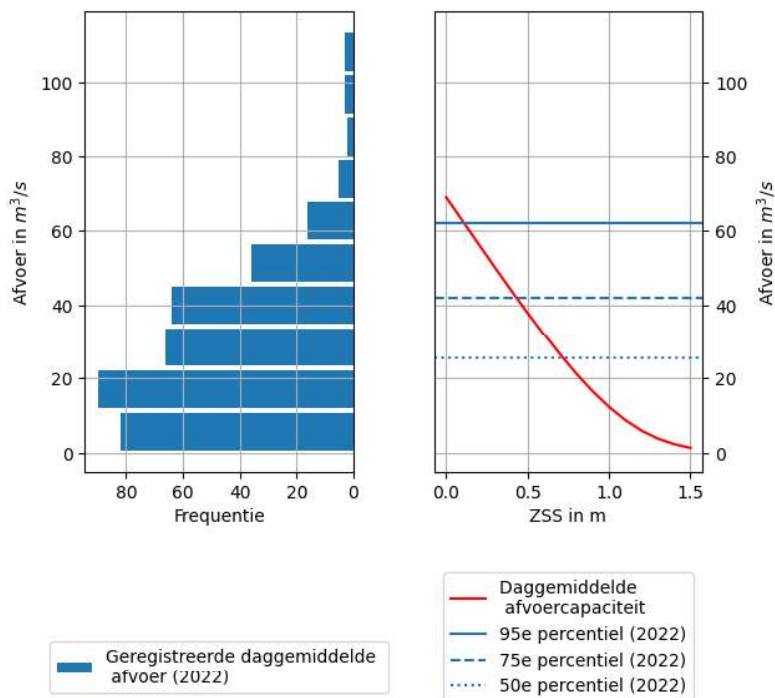 100
80
60
40
20
0
Afvoer in m³/s
80 60 40 20 0
Frequentie
Geregistreerde daggemiddelde
afvoer (2022)
0.0 0.5 1.0 1.5
ZSS in m
100
80
60
40
20
0
Afvoer in m³/s
Daggemiddelde
afvoercapaciteit
95e percentiel (2022)
75e percentiel (2022)
50e percentiel (2022)